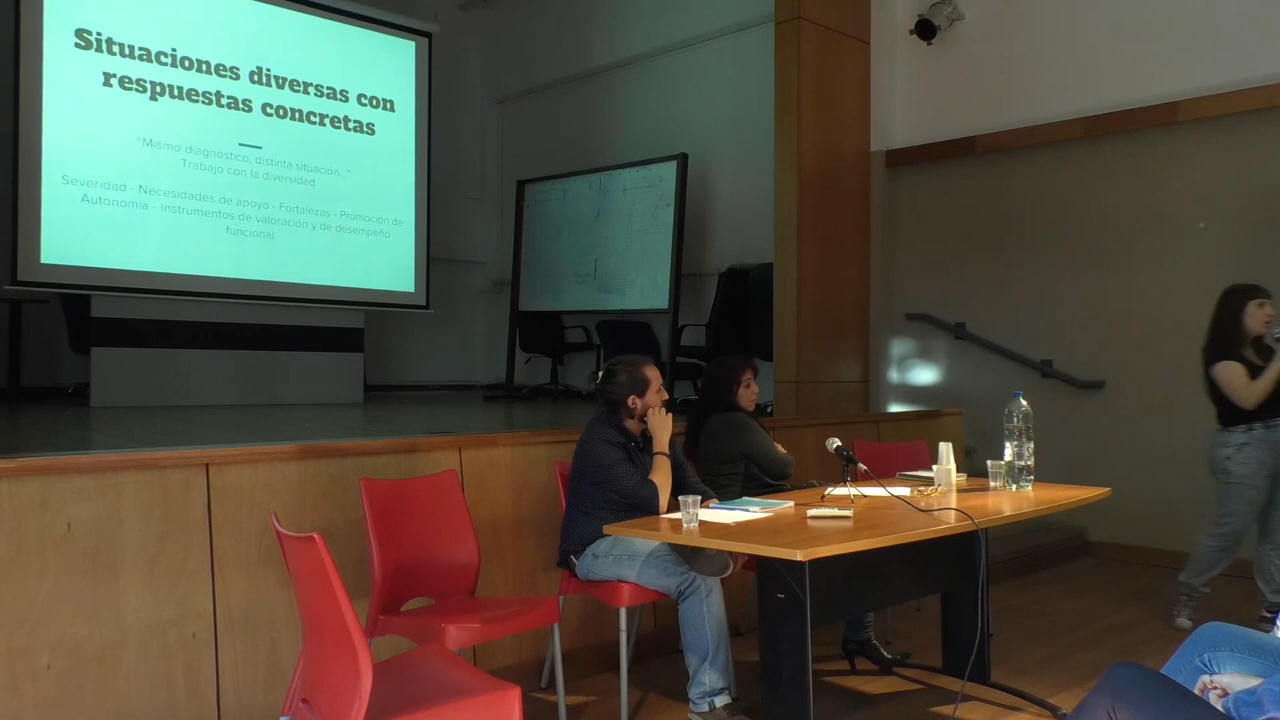 Situaciones diversas con
respuestas concretas
"Mismo diagnóstico, distinta situación..."
Trabajo con la diversidad
Severidad - Necesidades de apoyo - Fortalezas - Promoción de
Autonomía - Instrumentos de valoración y de desempeño
funcional